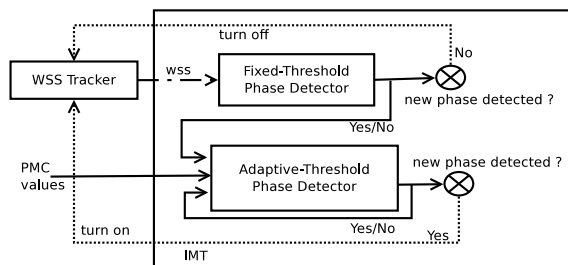 turn off
No
WSS Tracker
wss
Fixed-Threshold
Phase Detector
new phase detected ?
Yes/No
PMC
values
Adaptive-Threshold
Phase Detector
new phase detected ?
Yes/No
turn on
Yes
IMT